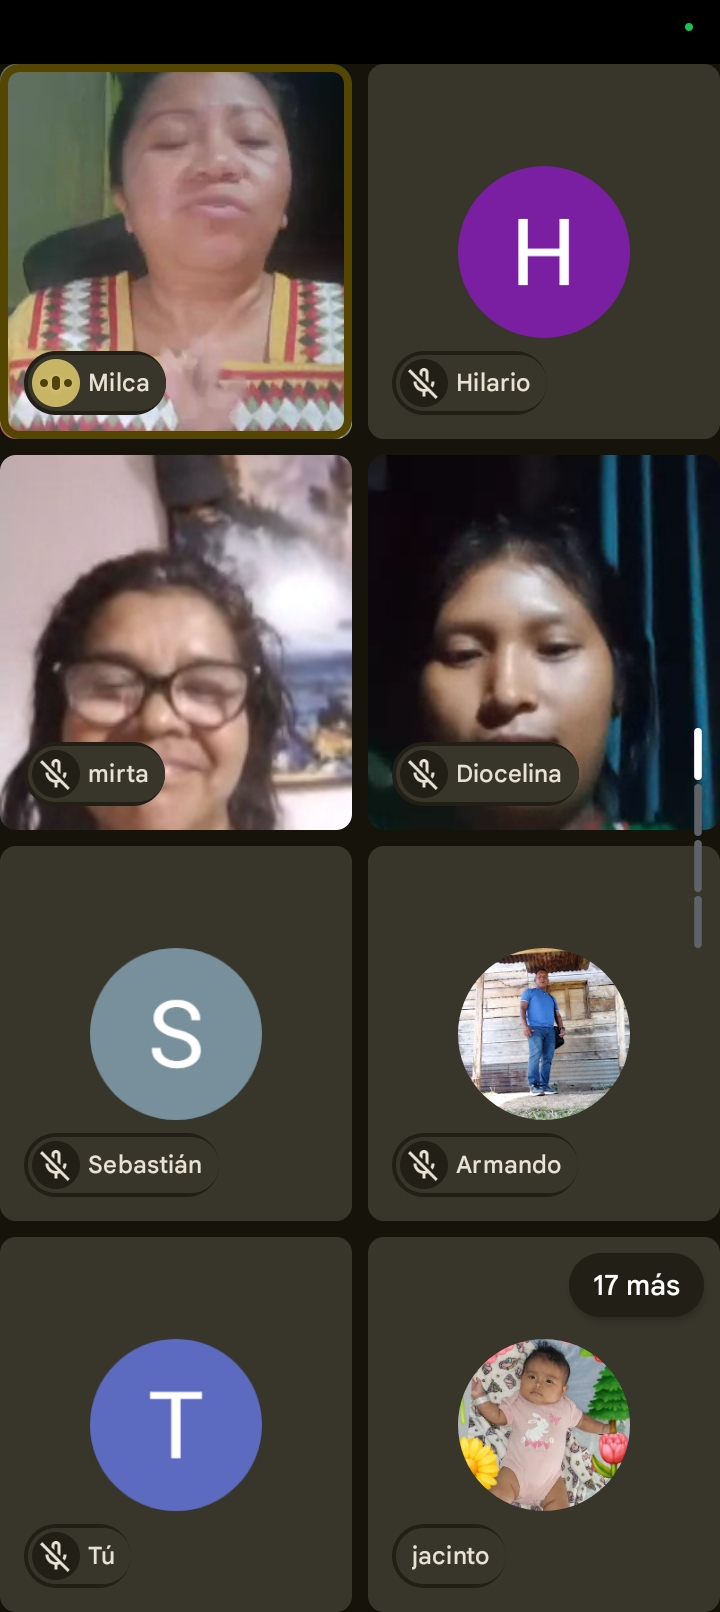 Milca
H
Hilario
mirta
Diocelina
S
Sebastián
Armando
17 más
T
Tú
jacinto